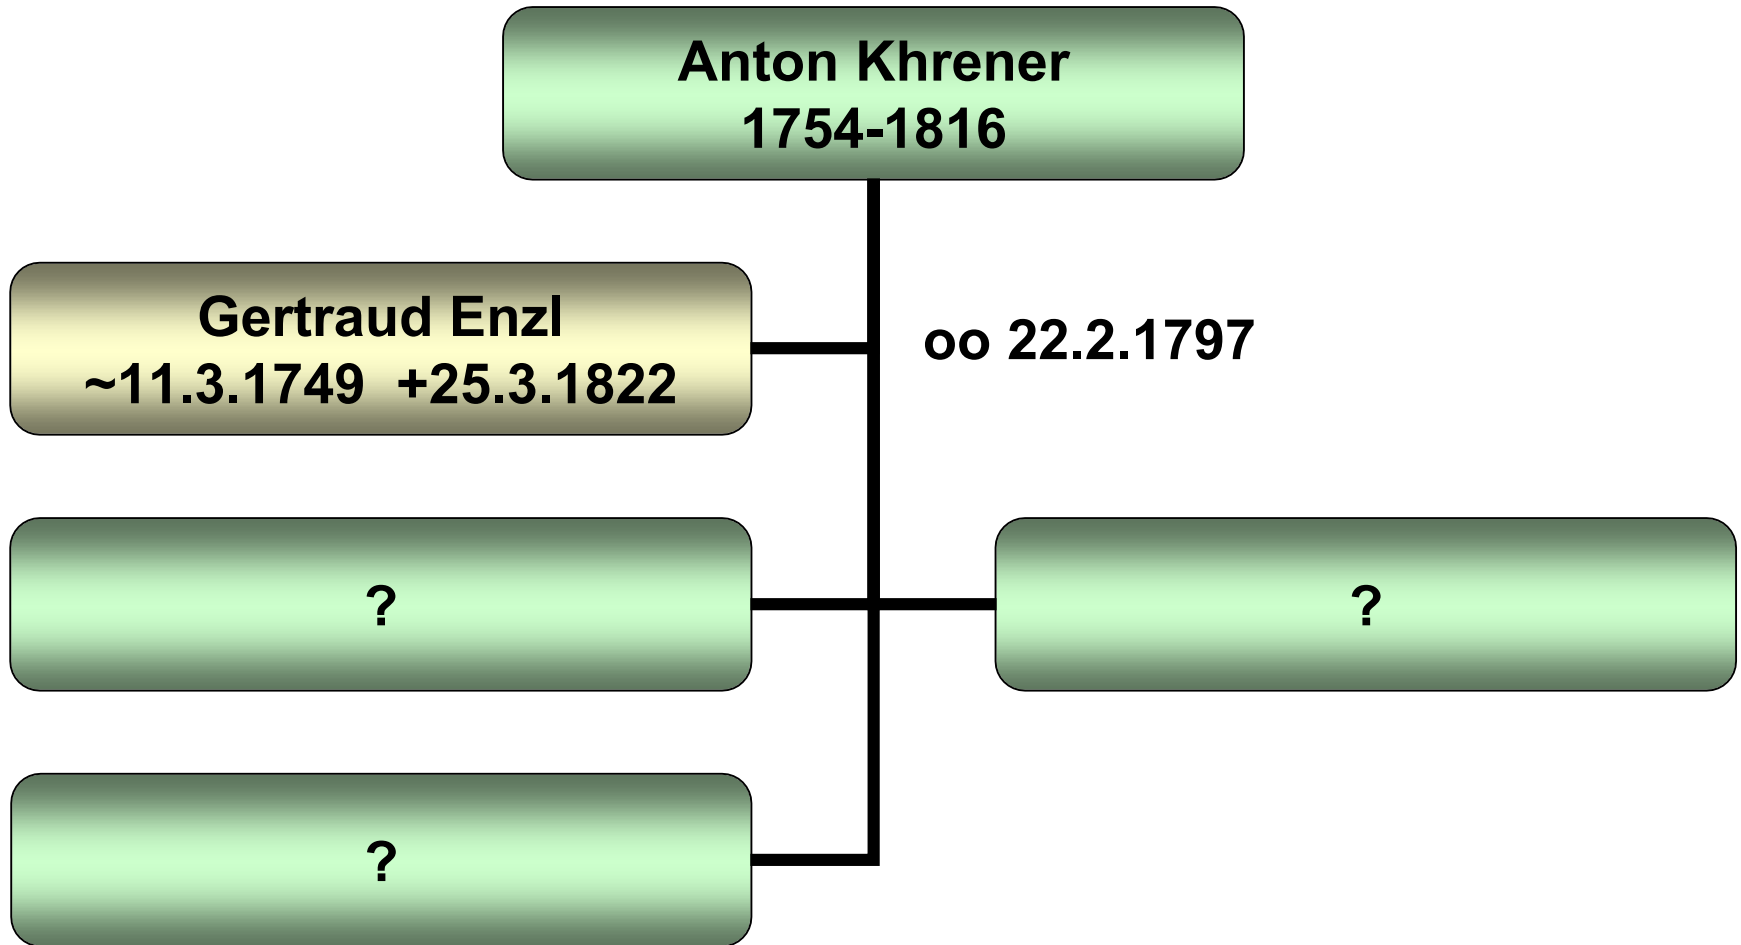 Anton Khrener
1754-1816
Gertraud Enzl
~11.3.1749 +25.3.1822
oo 22.2.1797
?
?
?